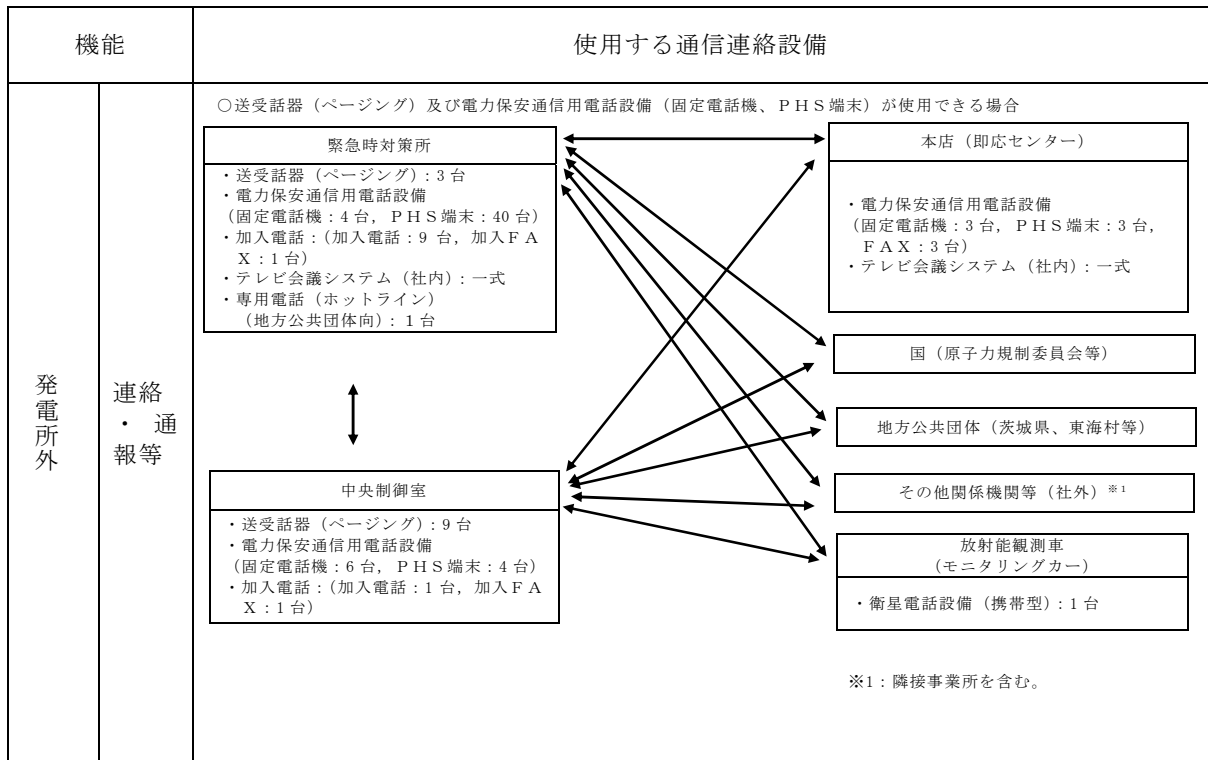 機能
使用する通信連絡設備
発電所外
連絡
・ 通
報等
○送受話器（ページング）及び電力保安通信用電話設備（固定電話機、ＰＨＳ端末）が使用できる場合
緊急時対策所
・送受話器（ページング）：3 台
・電力保安通信用電話設備
（固定電話機：4 台，ＰＨＳ端末：40 台）
・加入電話：（加入電話：9 台，加入ＦＡ
Ｘ：1 台）
・テレビ会議システム（社内）：一式
・専用電話（ホットライン）
（地方公共団体向）：１台
中央制御室
・送受話器（ページング）：9 台
・電力保安通信用電話設備
（固定電話機：6 台，ＰＨＳ端末：4 台）
・加入電話：（加入電話：1 台，加入ＦＡ
Ｘ：1 台）
本店（即応センター）
・電力保安通信用電話設備
（固定電話機：3 台，ＰＨＳ端末：3 台，
ＦＡＸ：3 台）
・テレビ会議システム（社内）：一式
国（原子力規制委員会等）
地方公共団体（茨城県、東海村等）
その他関係機関等（社外）※1
放射能観測車
（モニタリングカー）
・衛星電話設備（携帯型）：1 台
※1：隣接事業所を含む。